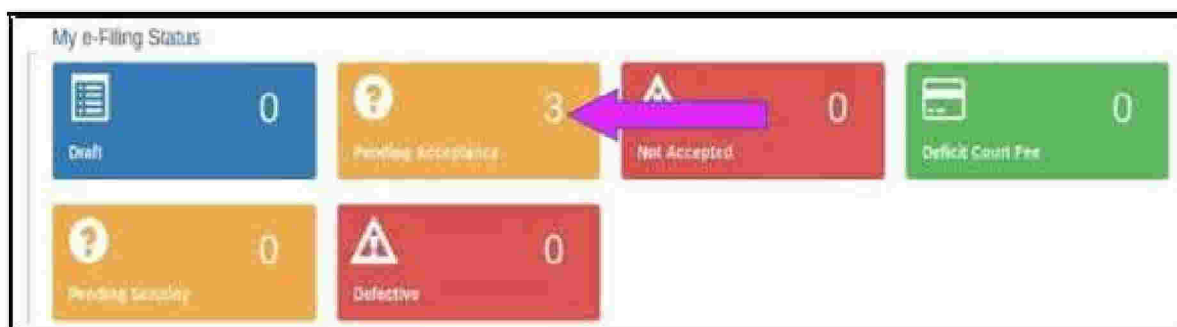 My e-Filing Status
0
Draft
3
Pending Acceptance
0
Not Accepted
0
Deficit Court Fee
0
Pending Scrutiny
0
Defective